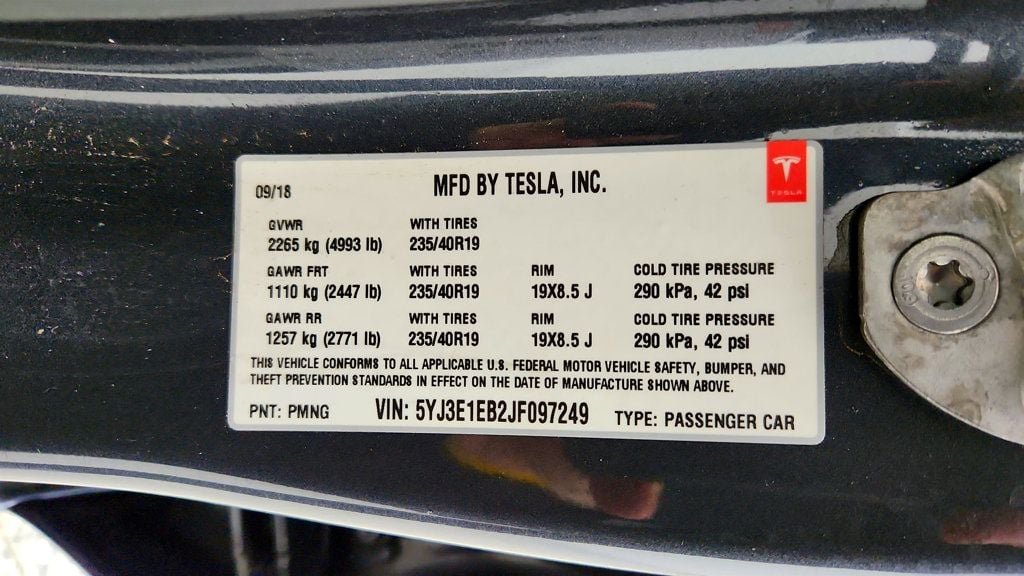 09/18 MFD BY TESLA, INC.
TESLA
GVWR WITH TIRES
2265 kg (4993 lb) 235/40R19
GAWR FRT WITH TIRES RIM COLD TIRE PRESSURE
1110 kg (2447 lb) 235/40R19 19X8.5 J 290 kPa, 42 psi
GAWR RR WITH TIRES RIM COLD TIRE PRESSURE
1257 kg (2771 lb) 235/40R19 19X8.5 J 290 kPa, 42 psi
THIS VEHICLE CONFORMS TO ALL APPLICABLE U.S. FEDERAL MOTOR VEHICLE SAFETY, BUMPER, AND
THEFT PREVENTION STANDARDS IN EFFECT ON THE DATE OF MANUFACTURE SHOWN ABOVE.
PNT: PMNG VIN: 5YJ3E1EB2JF097249 TYPE: PASSENGER CAR